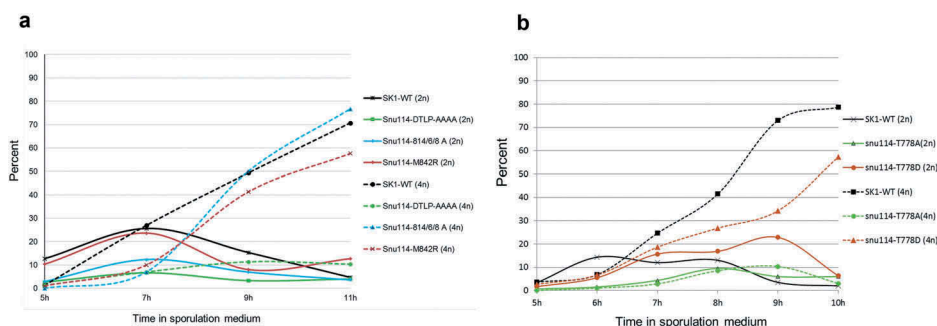 a
100
90
80
70
60
50
40
30
20
10
0
Percent
5h 7h 9h 11h
Time in sporulation medium
SK1-WT (2n)
Snu114-DTLP-AAAA (2n)
Snu114-814/6/8 A (2n)
Snu114-M842R (2n)
SK1-WT (4n)
Snu114-DTLP-AAAA (4n)
Snu114-814/6/8 A (4n)
Snu114-M842R (4n)
b
100
90
80
70
60
50
40
30
20
10
0
Percent
5h 6h 7h 8h 9h 10h
Time in sporulation medium
SK1-WT (2n)
snu114-T778A(2n)
snu114-T778D (2n)
SK1-WT (4n)
snu114-T778A(4n)
snu114-T778D (4n)